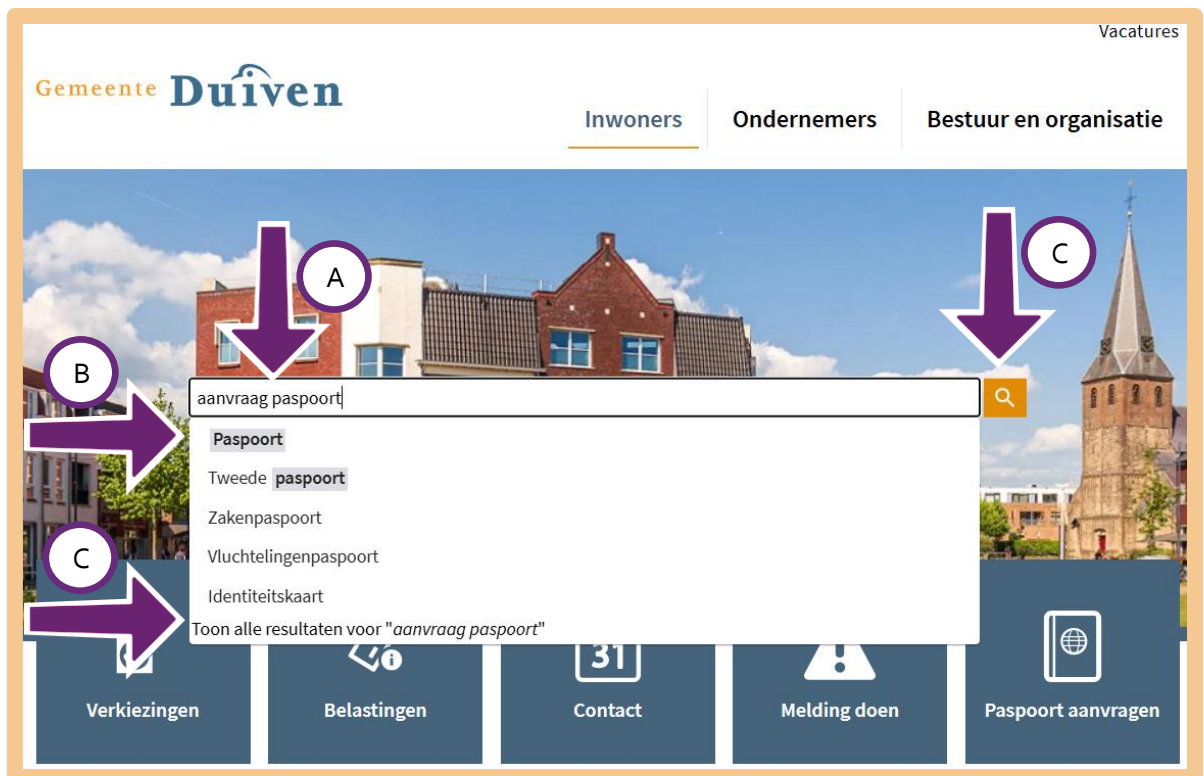 Vacatures
Gemeente Duiven
Inwoners Ondernemers Bestuur en organisatie
A
C
B
aanvraag paspoort
Paspoort
Tweede paspoort
Zakenpaspoort
C
Vluchtelingenpaspoort
Identiteitskaart
Toon alle resultaten voor "aanvraag paspoort"
31
Verkiezingen Belastingen Contact Melding doen Paspoort aanvragen